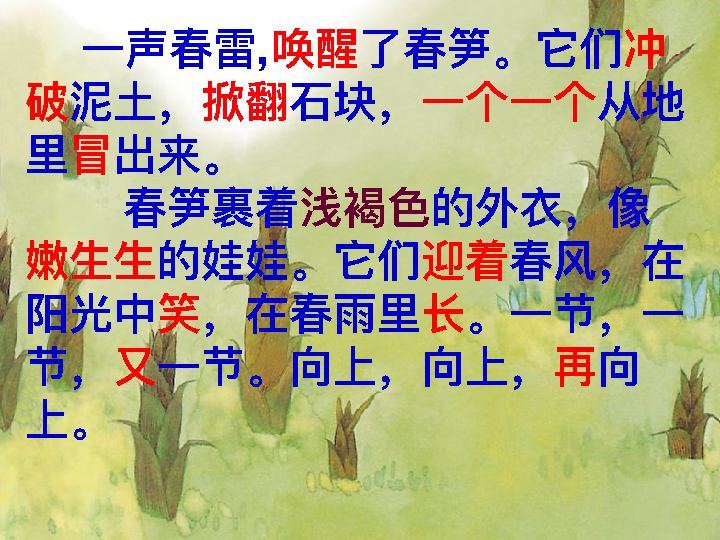 一声春雷,唤醒了春笋。它们冲
破泥土，掀翻石块，一个一个从地
里冒出来。
春笋裹着浅褐色的外衣，像
嫩生生的娃娃。它们迎着春风，在
阳光中笑，在春雨里长。一节，一
节，又一节。向上，向上，再向
上。